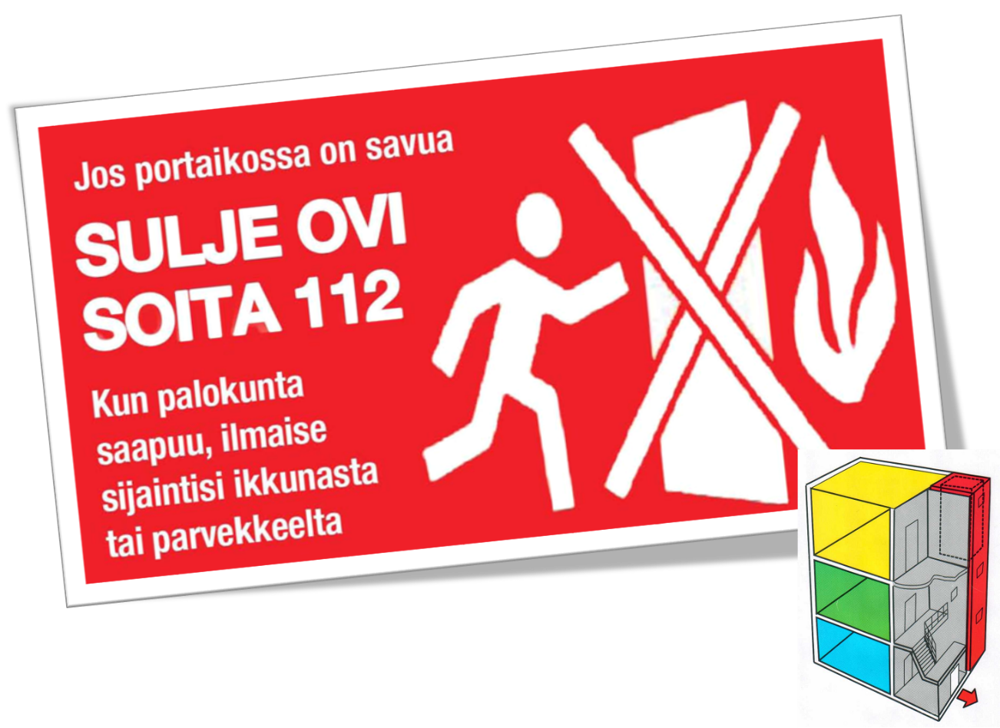 Jos portaikossa on savua
SULJE OVI
SOITA 112
Kun palokunta
saapuu, ilmaise
sijaintisi ikkunasta
tai parvekkeelta